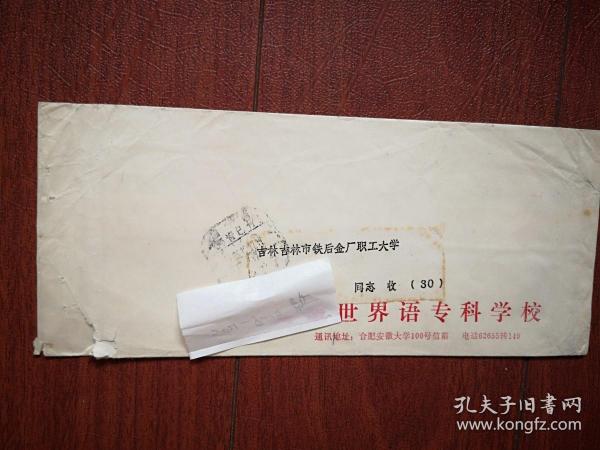 吉林吉林市铁后金厂职工大学
同志 收 (30)
世界语专科学校
通讯地址：合肥安徽大学100号信箱 电话62655转149
孔夫子旧书网
www.kongfz.com